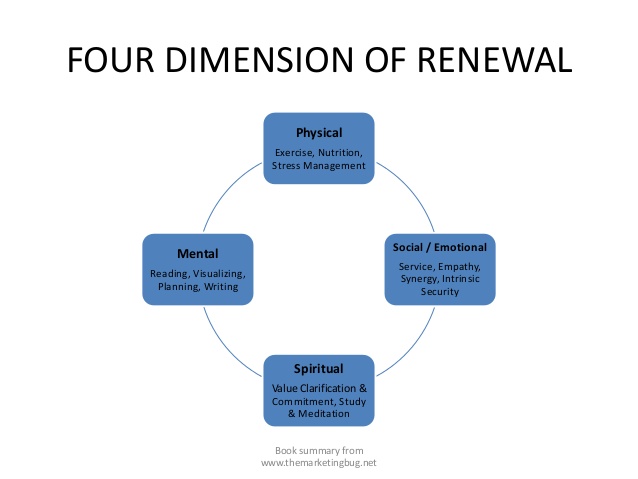 FOUR DIMENSION OF RENEWAL
Physical
Exercise, Nutrition,
Stress Management
Mental
Reading, Visualizing,
Planning, Writing
Social / Emotional
Service, Empathy,
Synergy, Intrinsic
Security
Spiritual
Value Clarification &
Commitment, Study
& Meditation
Book summary from
www.themarketingbug.net